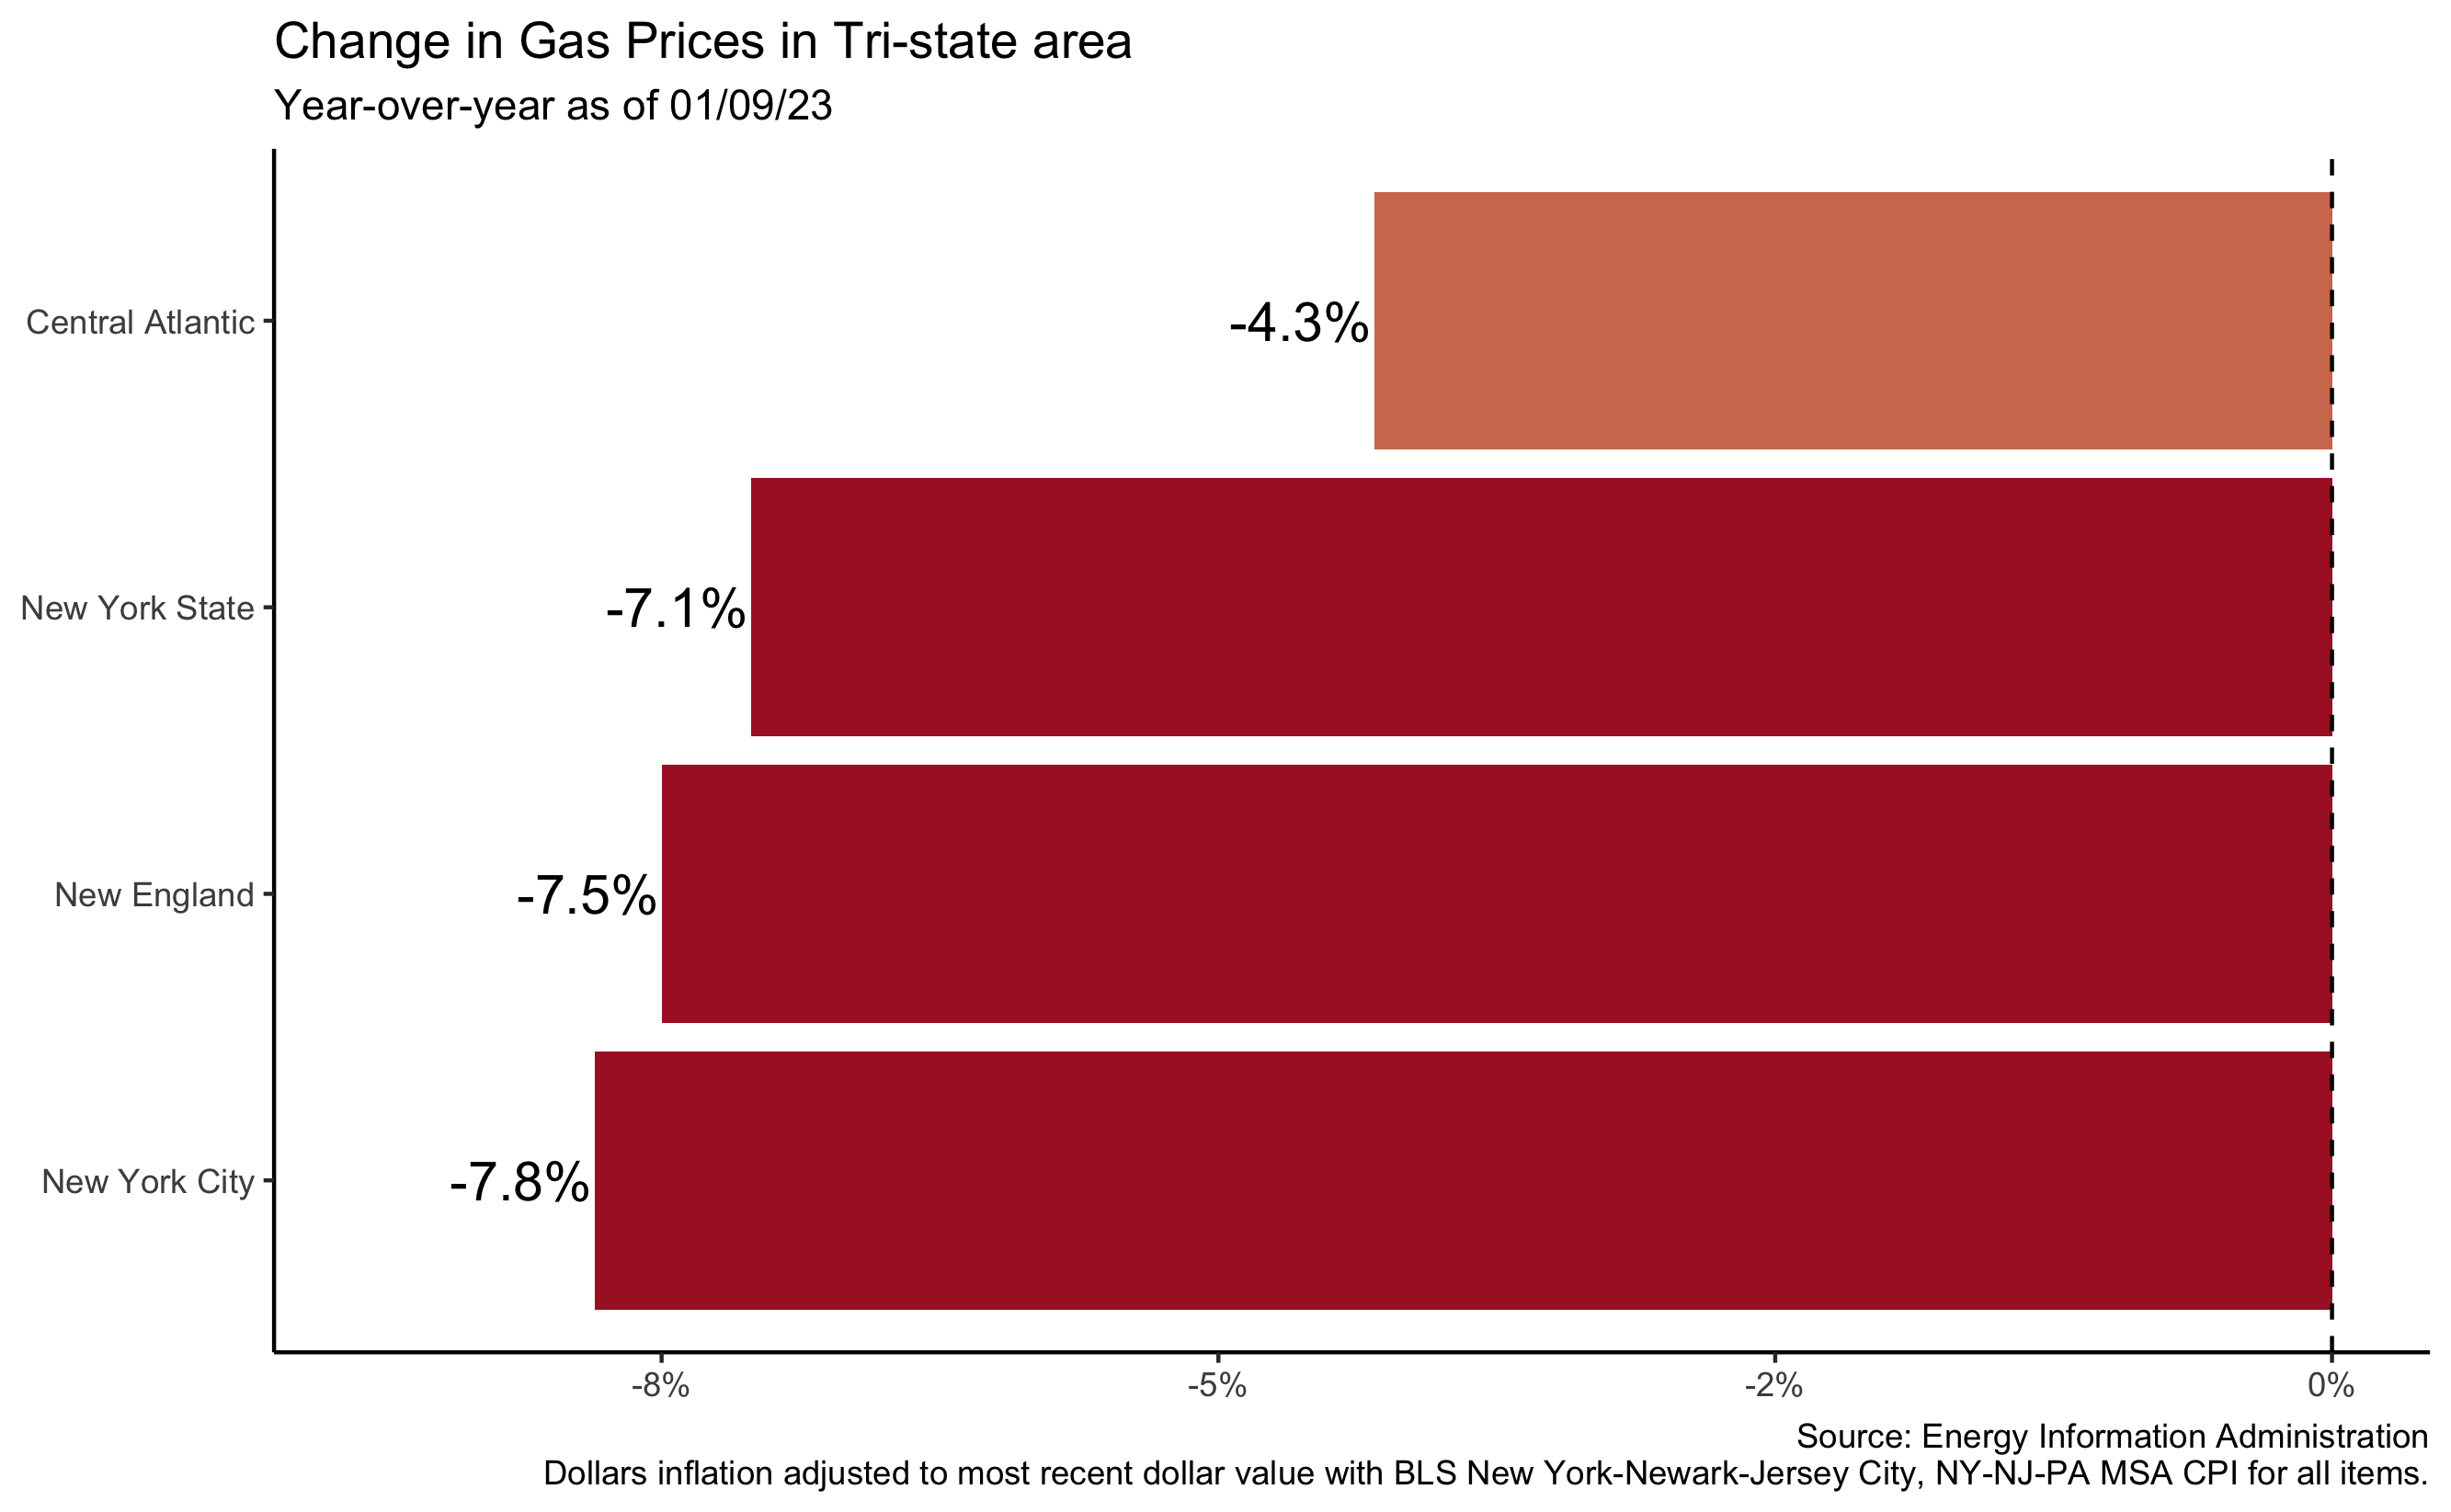 Change in Gas Prices in Tri-state area
Year-over-year as of 01/09/23
Central Atlantic
-4.3%
New York State
-7.1%
New England
-7.5%
New York City
-7.8%
-8%
-5%
-2%
0%
Source: Energy Information Administration
Dollars inflation adjusted to most recent dollar value with BLS New York-Newark-Jersey City, NY-NJ-PA MSA CPI for all items.